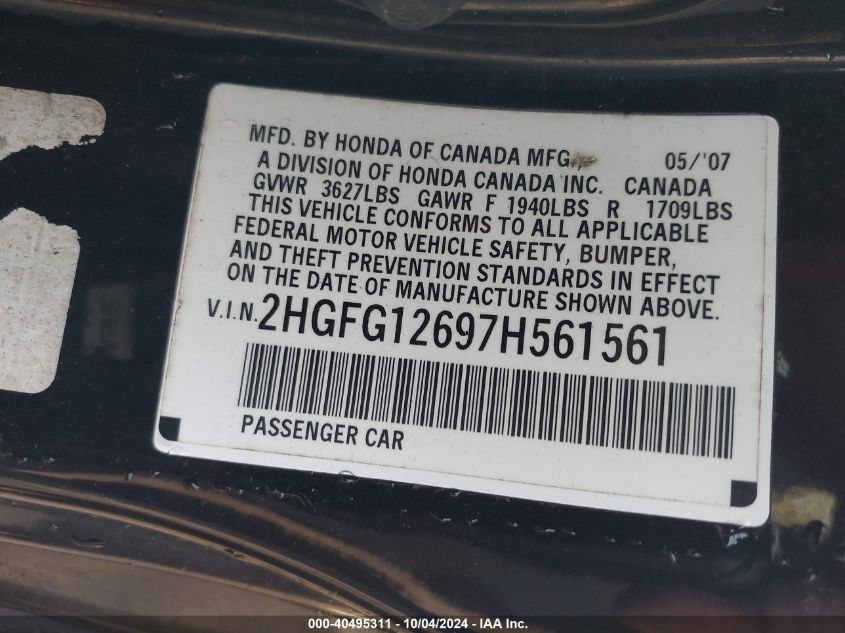 MFD. BY HONDA OF CANADA MFG., 05/'07
A DIVISION OF HONDA CANADA INC. CANADA
GVWR 3627LBS GAWR F 1940LBS R 1709LBS
THIS VEHICLE CONFORMS TO ALL APPLICABLE
FEDERAL MOTOR VEHICLE SAFETY, BUMPER,
AND THEFT PREVENTION STANDARDS IN EFFECT
ON THE DATE OF MANUFACTURE SHOWN ABOVE.
V.I.N. 2HGFG12697H561561
PASSENGER CAR
000-40495311 - 10/04/2024 - IAA Inc.